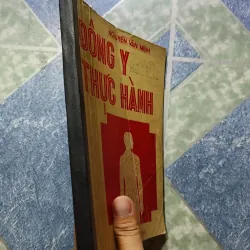 NGUYỄN VĂN MINH
ĐÔNG Y
THỰC HÀNH